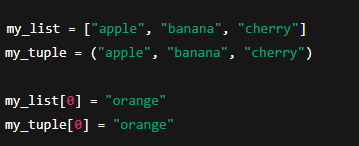 my_list = ["apple", "banana", "cherry"]
my_tuple = ("apple", "banana", "cherry")
my_list[0] = "orange"
my_tuple[0] = "orange"